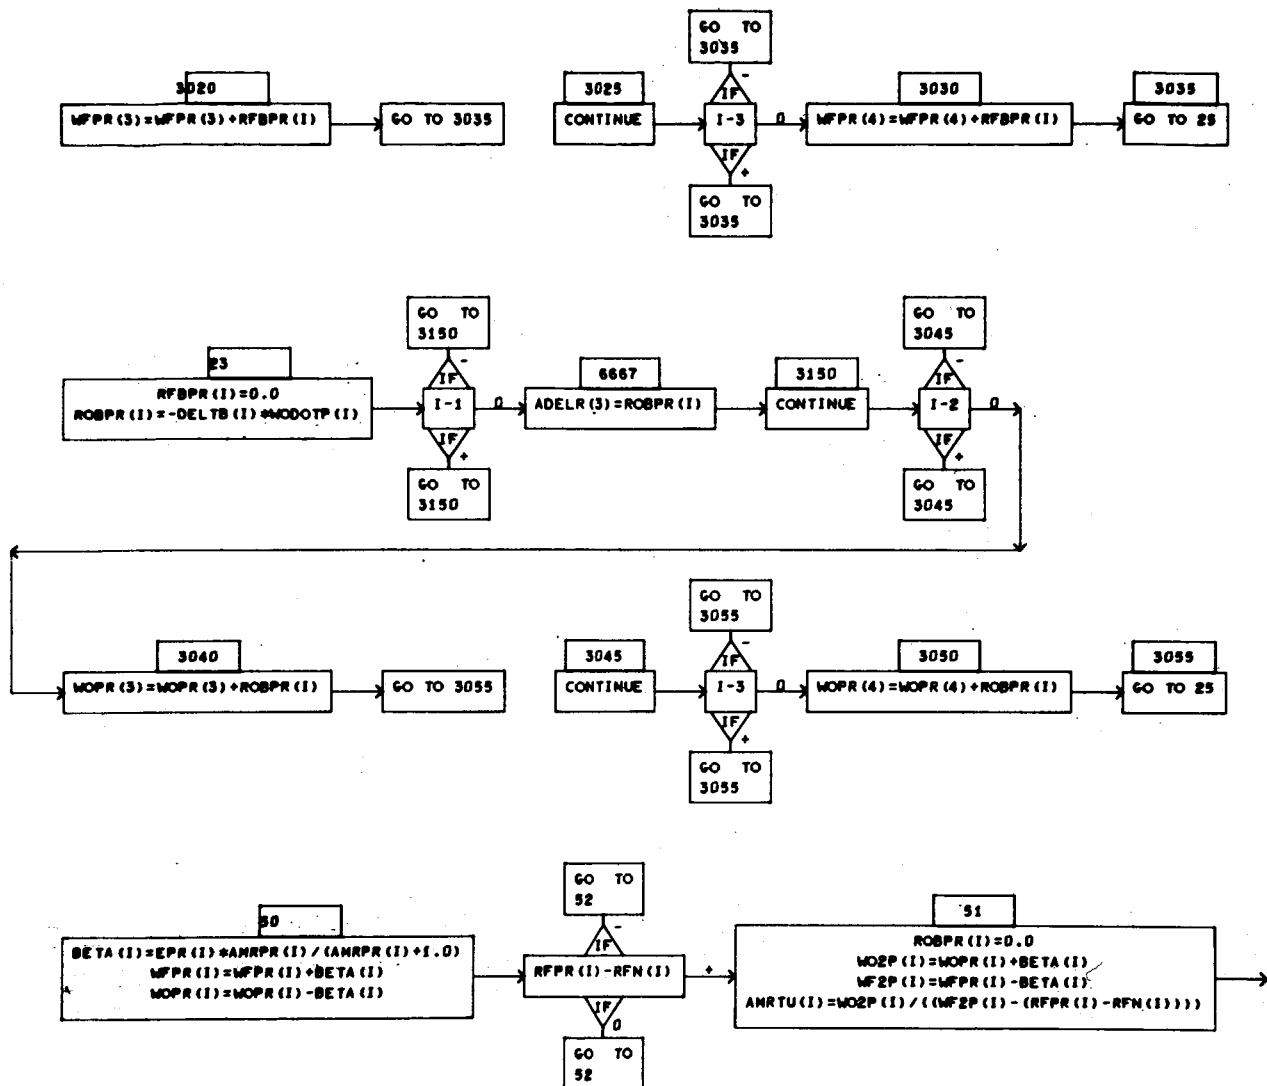 GO TO
3035
3020
3025
IF -
3030
3035
WFPR(3)=WFPR(3)+RFBPR(I)
GO TO 3035
CONTINUE
I-3
0
WFPR(4)=WFPR(4)+RFBPR(I)
GO TO 25
IF +
GO TO
3035
GO TO
3150
GO TO
3045
23
IF -
6667
3150
IF -
RFBPR(I)=0.0
ROBPR(I)=-DELTB(I)*WODOTP(I)
I-1
0
ADELR(3)=ROBPR(I)
CONTINUE
I-2
0
IF +
IF +
GO TO
3150
GO TO
3045
GO TO
3055
3040
3045
IF -
3050
3055
WOPR(3)=WOPR(3)+ROBPR(I)
GO TO 3055
CONTINUE
I-3
0
WOPR(4)=WOPR(4)+ROBPR(I)
GO TO 25
IF +
GO TO
3055
GO TO
52
50
IF -
51
BETA(I)=EPR(I)*AMRPR(I)/(AMRPR(I)+1.0)
WFPR(I)=WFPR(I)+BETA(I)
WOPR(I)=WOPR(I)-BETA(I)
RFPR(I)-RFN(I)
+
ROBPR(I)=0.0
WO2P(I)=WOPR(I)+BETA(I)
WF2P(I)=WFPR(I)-BETA(I)
AMRTU(I)=WO2P(I)/((WF2P(I)-(RFPR(I)-RFN(I))))
IF 0
GO TO
52